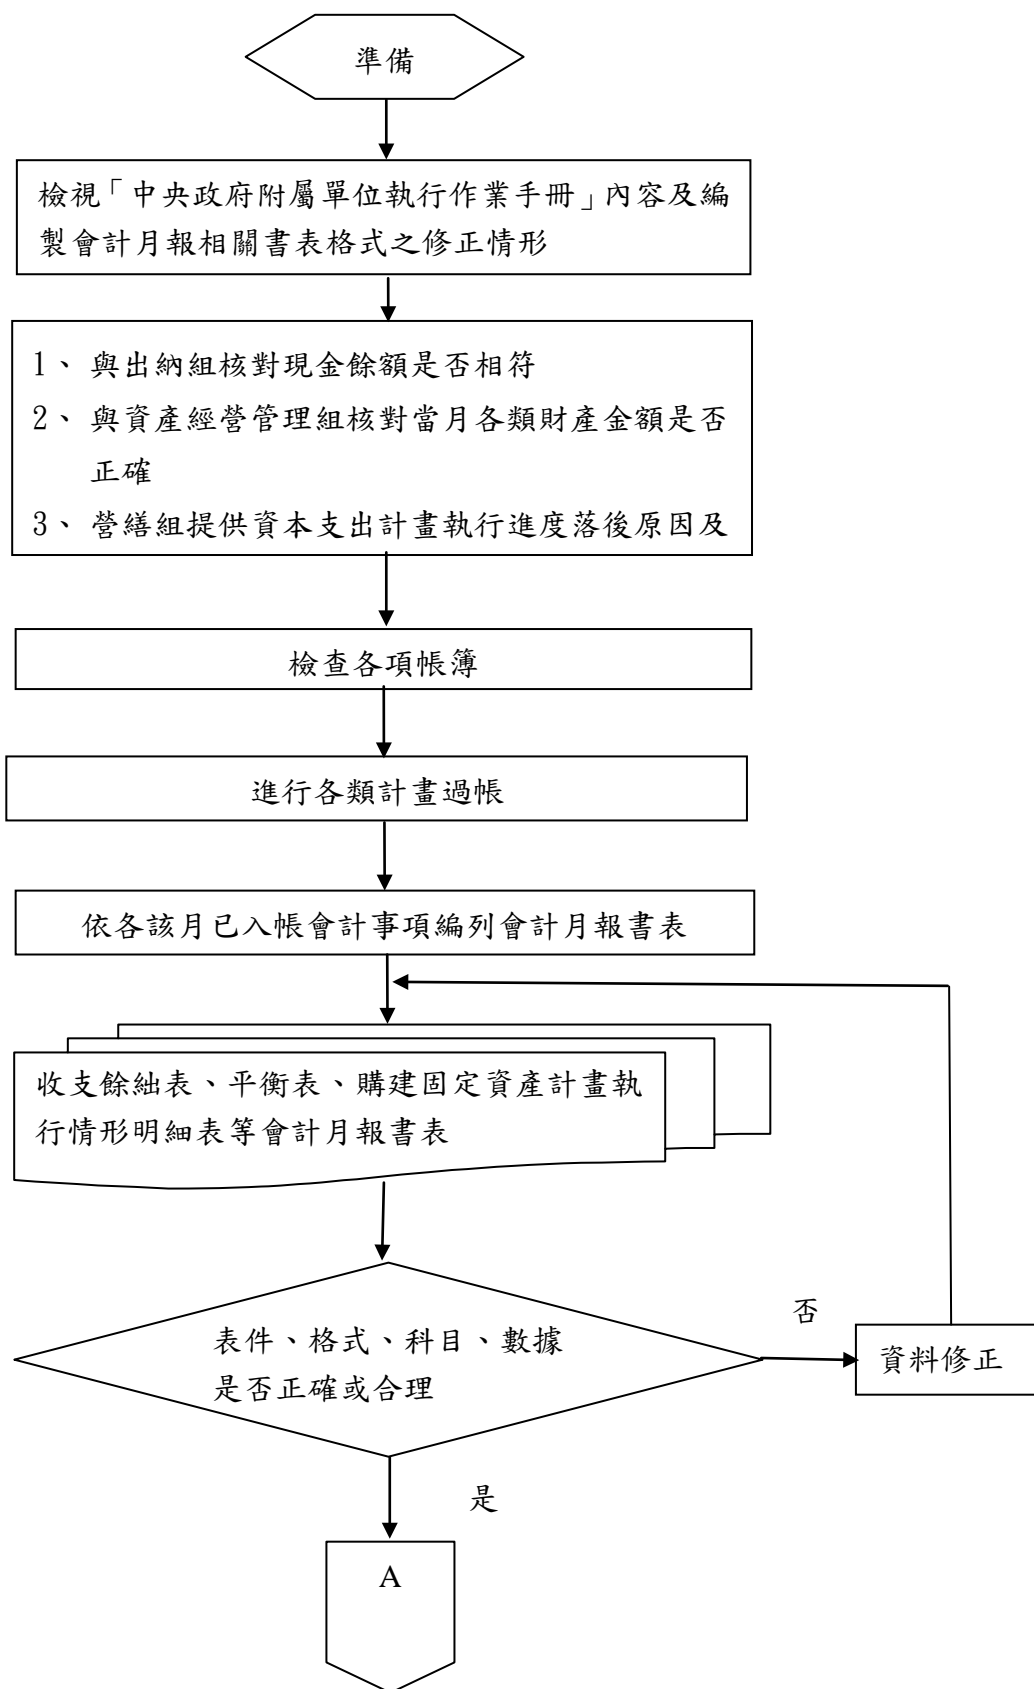 準備
檢視「中央政府附屬單位執行作業手冊」內容及編
製會計月報相關書表格式之修正情形
1、 與出納組核對現金餘額是否相符
2、 與資產經營管理組核對當月各類財產金額是否
正確
3、 營繕組提供資本支出計畫執行進度落後原因及
檢查各項帳簿
進行各類計畫過帳
依各該月已入帳會計事項編列會計月報書表
收支餘絀表、平衡表、購建固定資產計畫執
行情形明細表等會計月報書表
表件、格式、科目、數據
是否正確或合理
否
資料修正
是
A